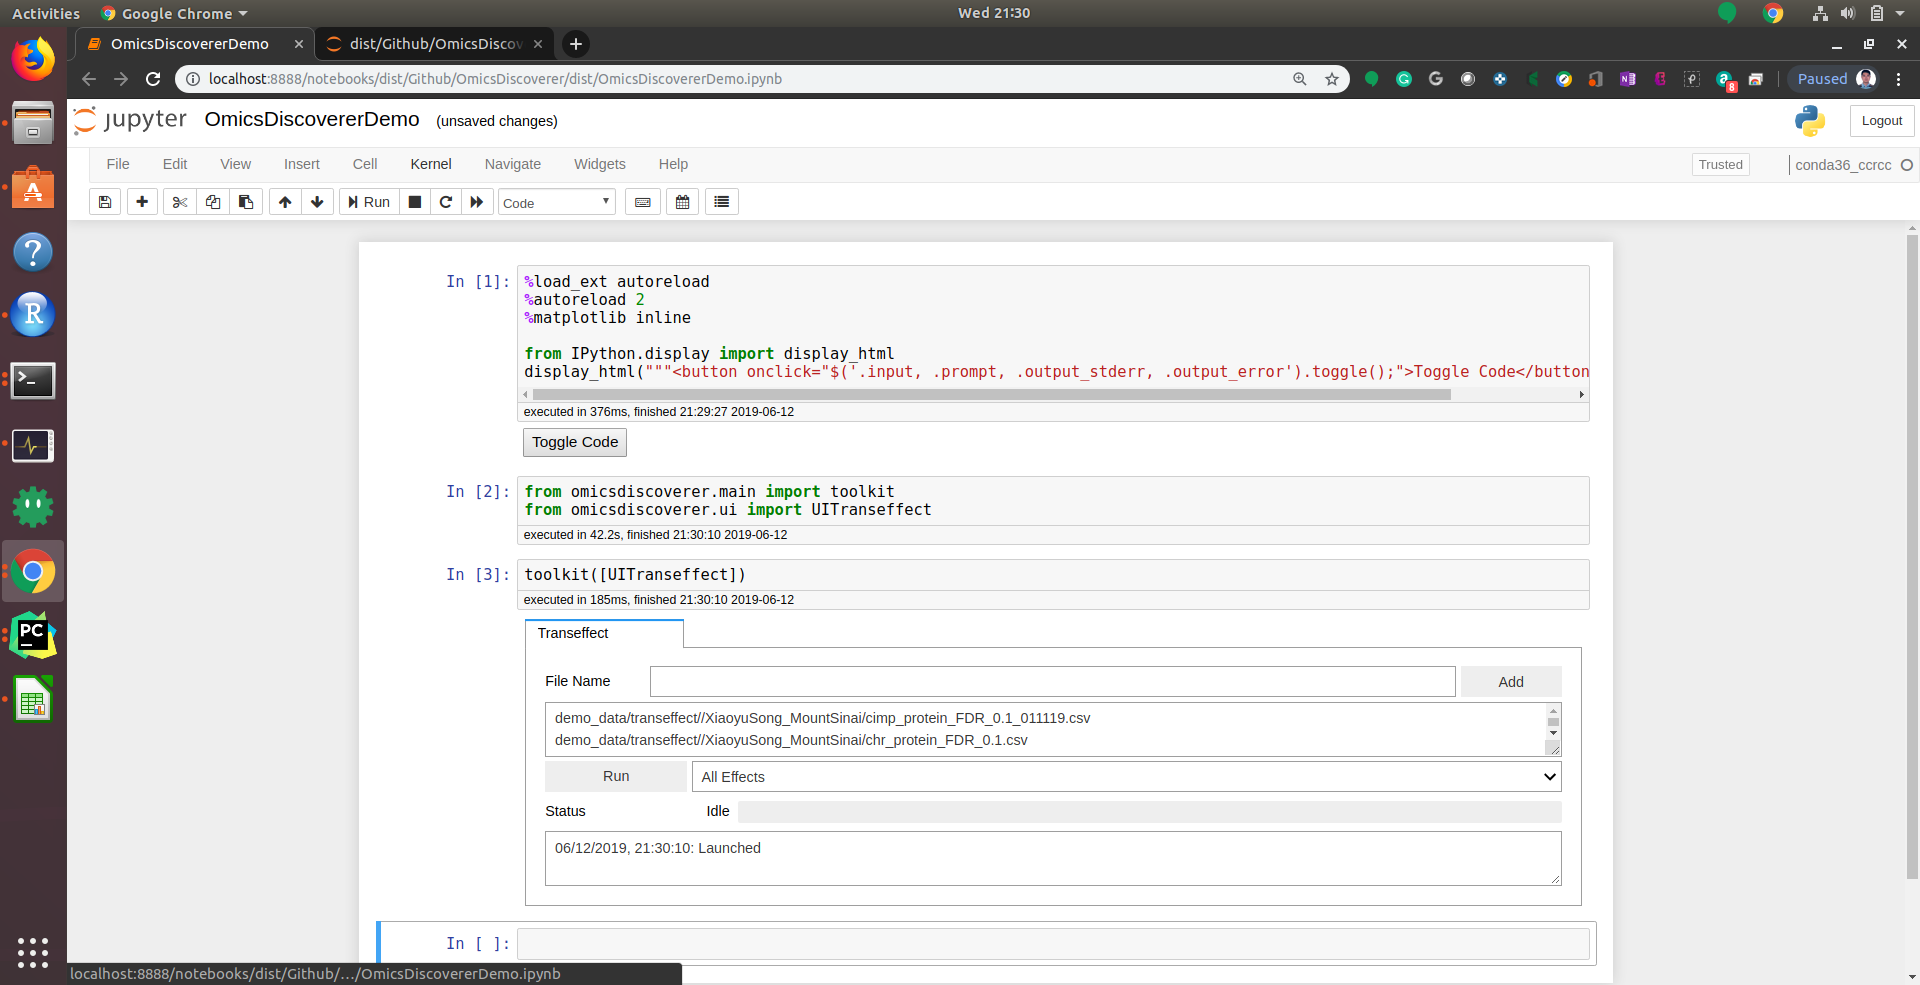 Activities Google Chrome Wed 21:30
OmicsDiscovererDemo dist/Github/OmicsDiscov
localhost:8888/notebooks/dist/Github/OmicsDiscoverer/dist/OmicsDiscovererDemo.ipynb Paused
8
jupyter OmicsDiscovererDemo (unsaved changes) Logout
File Edit View Insert Cell Kernel Navigate Widgets Help Trusted conda36_ccrcc
Run Code
In [1]: %load_ext autoreload
%autoreload 2
%matplotlib inline
from IPython.display import display_html
display_html("""<button onclick="$('.input, .prompt, .output_stderr, .output_error').toggle();">Toggle Code</button
executed in 376ms, finished 21:29:27 2019-06-12
Toggle Code
In [2]: from omicsdiscoverer.main import toolkit
from omicsdiscoverer.ui import UITranseffect
executed in 42.2s, finished 21:30:10 2019-06-12
In [3]: toolkit([UITranseffect])
executed in 185ms, finished 21:30:10 2019-06-12
Transeffect
File Name Add
demo_data/transeffect//XiaoyuSong_MountSinai/cimp_protein_FDR_0.1_011119.csv
demo_data/transeffect//XiaoyuSong_MountSinai/chr_protein_FDR_0.1.csv
Run All Effects
Status Idle
06/12/2019, 21:30:10: Launched
In [ ]:
localhost:8888/notebooks/dist/Github/…/OmicsDiscovererDemo.ipynb
R
PC